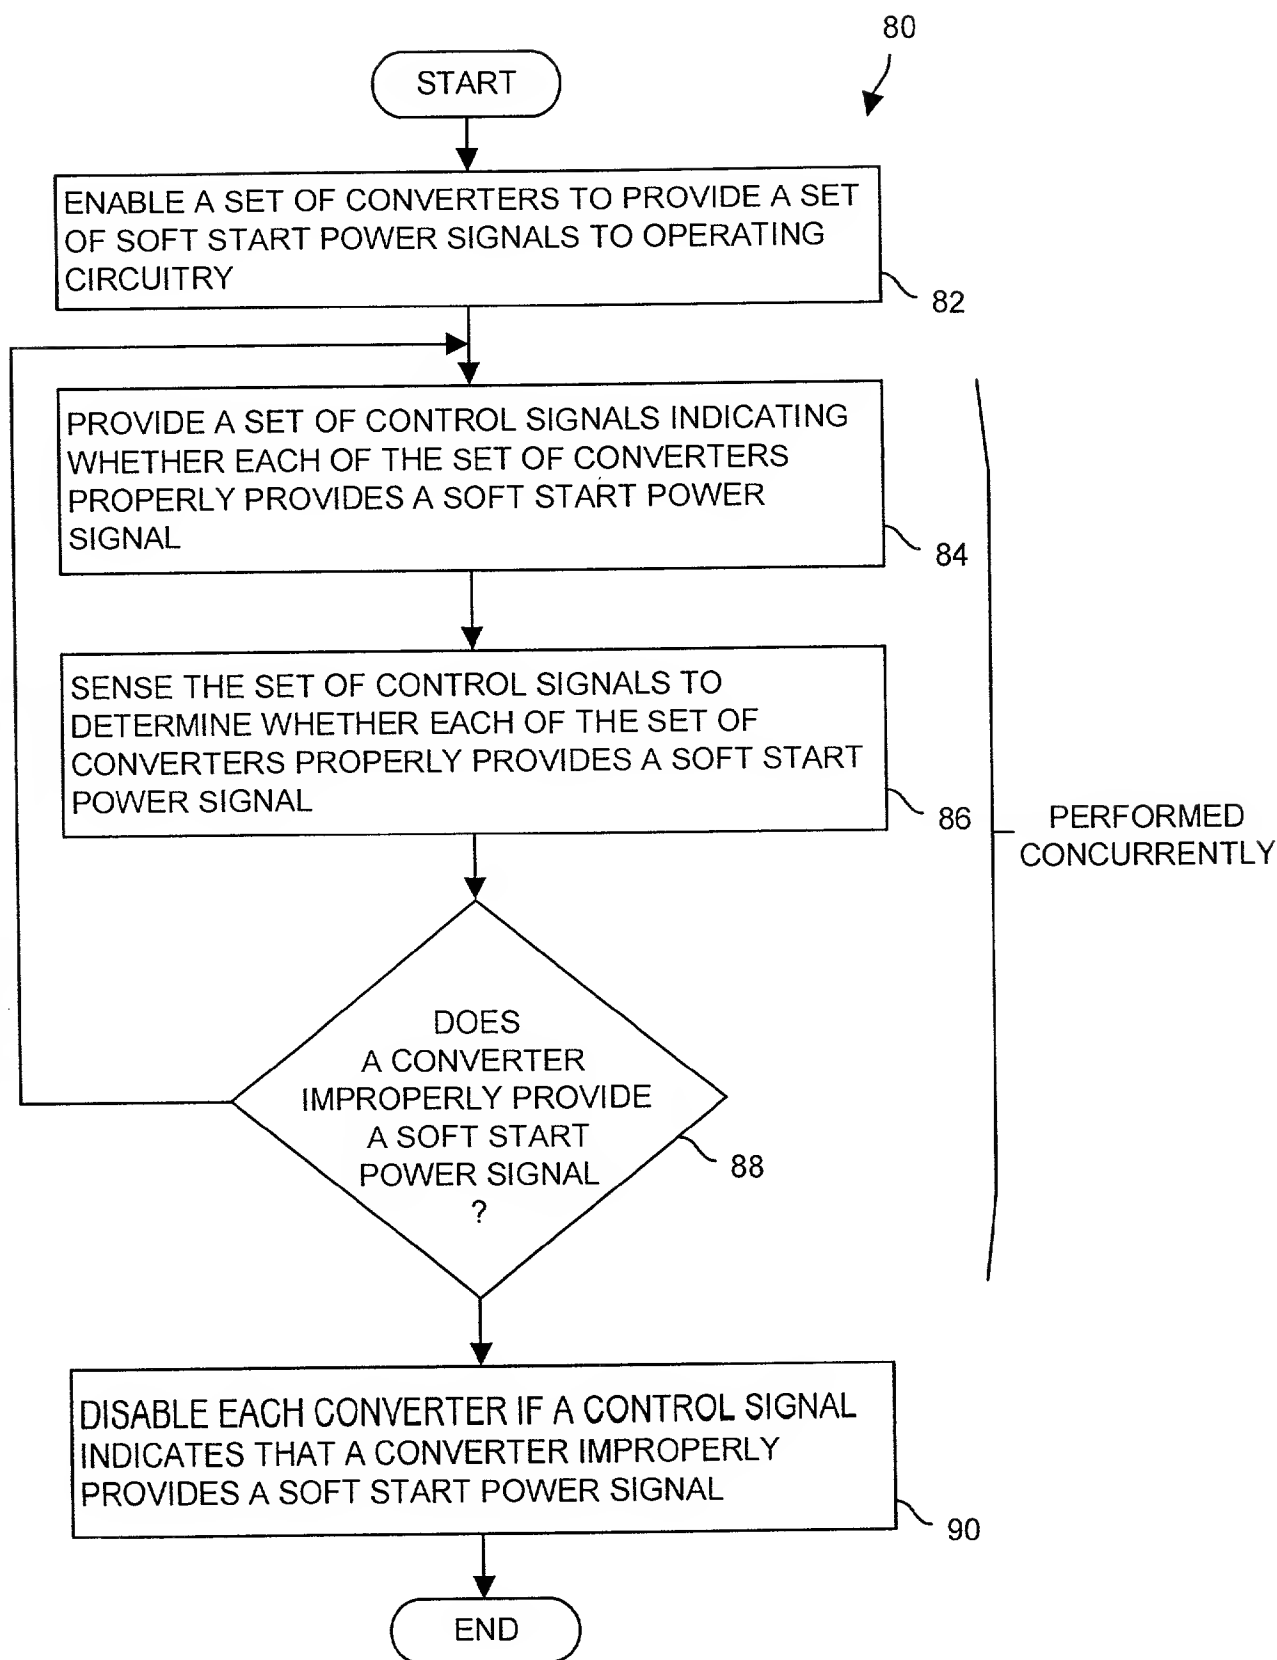 80
START
ENABLE A SET OF CONVERTERS TO PROVIDE A SET
OF SOFT START POWER SIGNALS TO OPERATING
CIRCUITRY
82
PROVIDE A SET OF CONTROL SIGNALS INDICATING
WHETHER EACH OF THE SET OF CONVERTERS
PROPERLY PROVIDES A SOFT START POWER
SIGNAL
84
SENSE THE SET OF CONTROL SIGNALS TO
DETERMINE WHETHER EACH OF THE SET OF
CONVERTERS PROPERLY PROVIDES A SOFT START
POWER SIGNAL
86
PERFORMED
CONCURRENTLY
DOES
A CONVERTER
IMPROPERLY PROVIDE
A SOFT START
POWER SIGNAL
?
88
DISABLE EACH CONVERTER IF A CONTROL SIGNAL
INDICATES THAT A CONVERTER IMPROPERLY
PROVIDES A SOFT START POWER SIGNAL
90
END